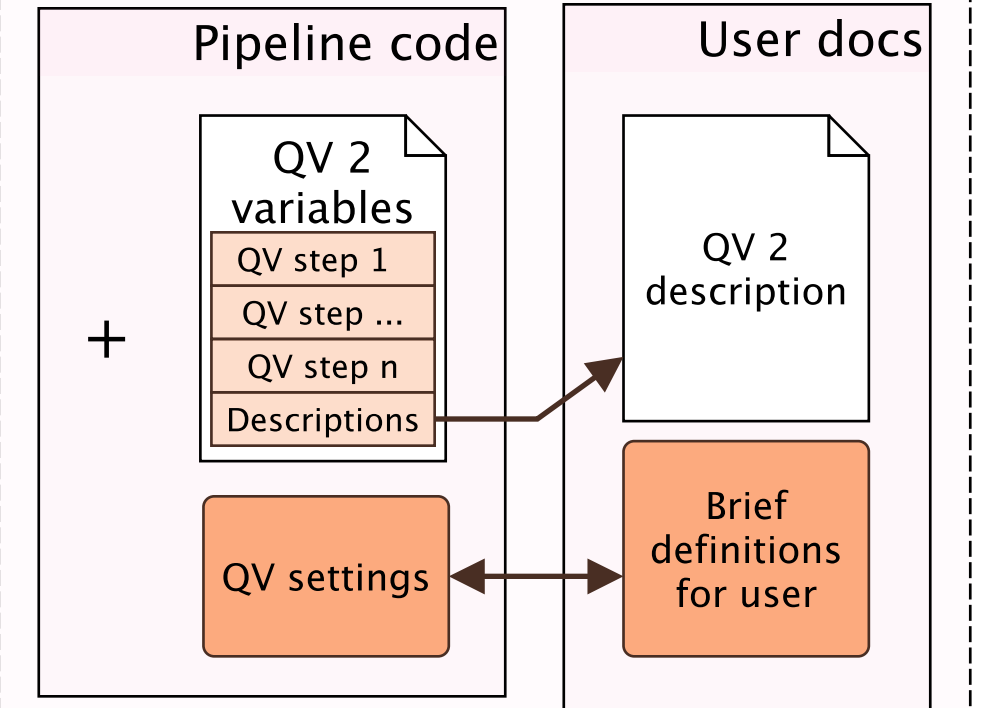 Pipeline code
QV 2
variables
QV step 1
QV step ...
QV step n
Descriptions
+
QV settings
User docs
QV 2
description
Brief
definitions
for user